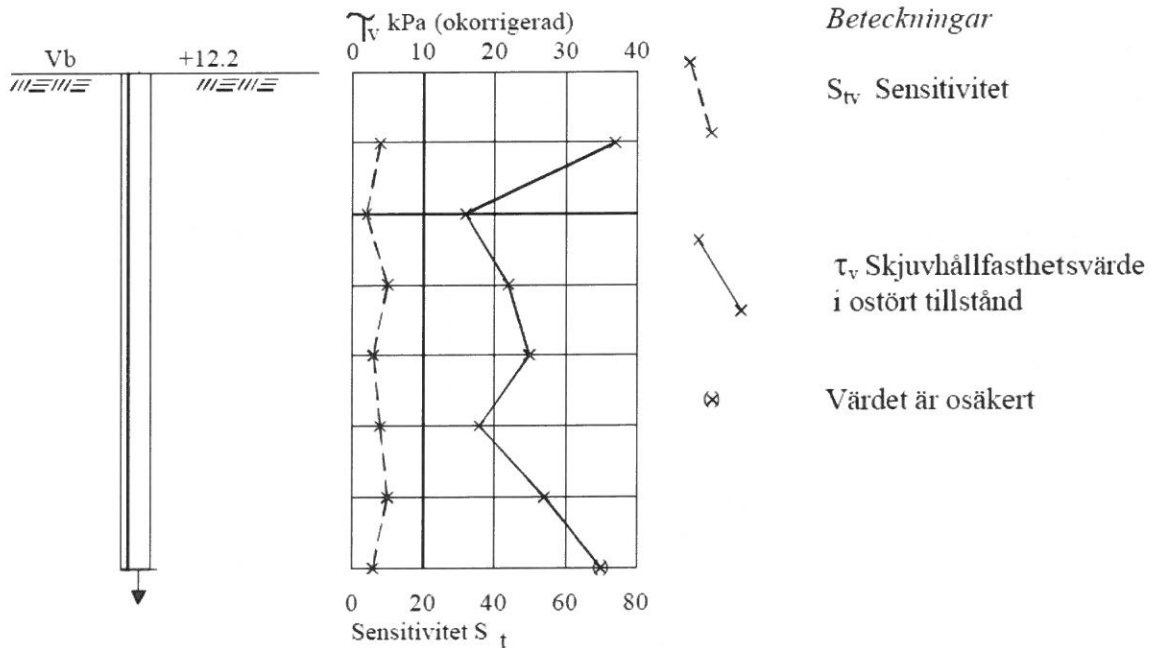 τv kPa (okorrigerad)
0 10 20 30 40
Vb +12.2
0 20 40 60 80
Sensitivitet S t
Beteckningar
Stv Sensitivitet
τv Skjuvhållfasthetsvärde
i ostört tillstånd
Värdet är osäkert